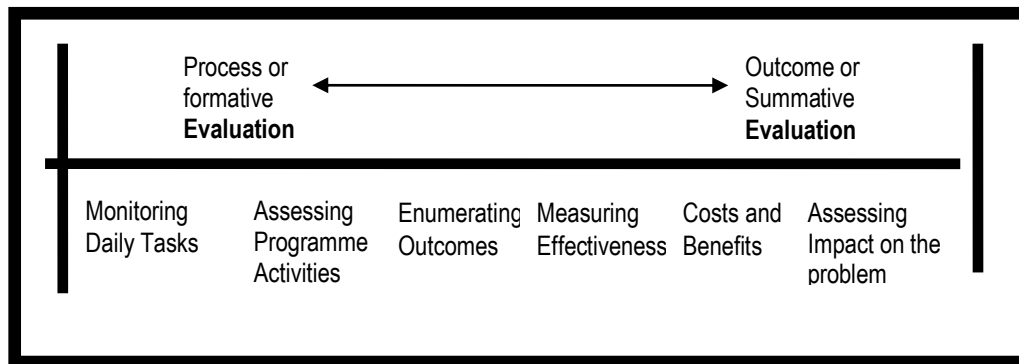 Process or
formative
Evaluation
Outcome or
Summative
Evaluation
Monitoring
Daily Tasks
Assessing
Programme
Activities
Enumerating
Outcomes
Measuring
Effectiveness
Costs and
Benefits
Assessing
Impact on the
problem